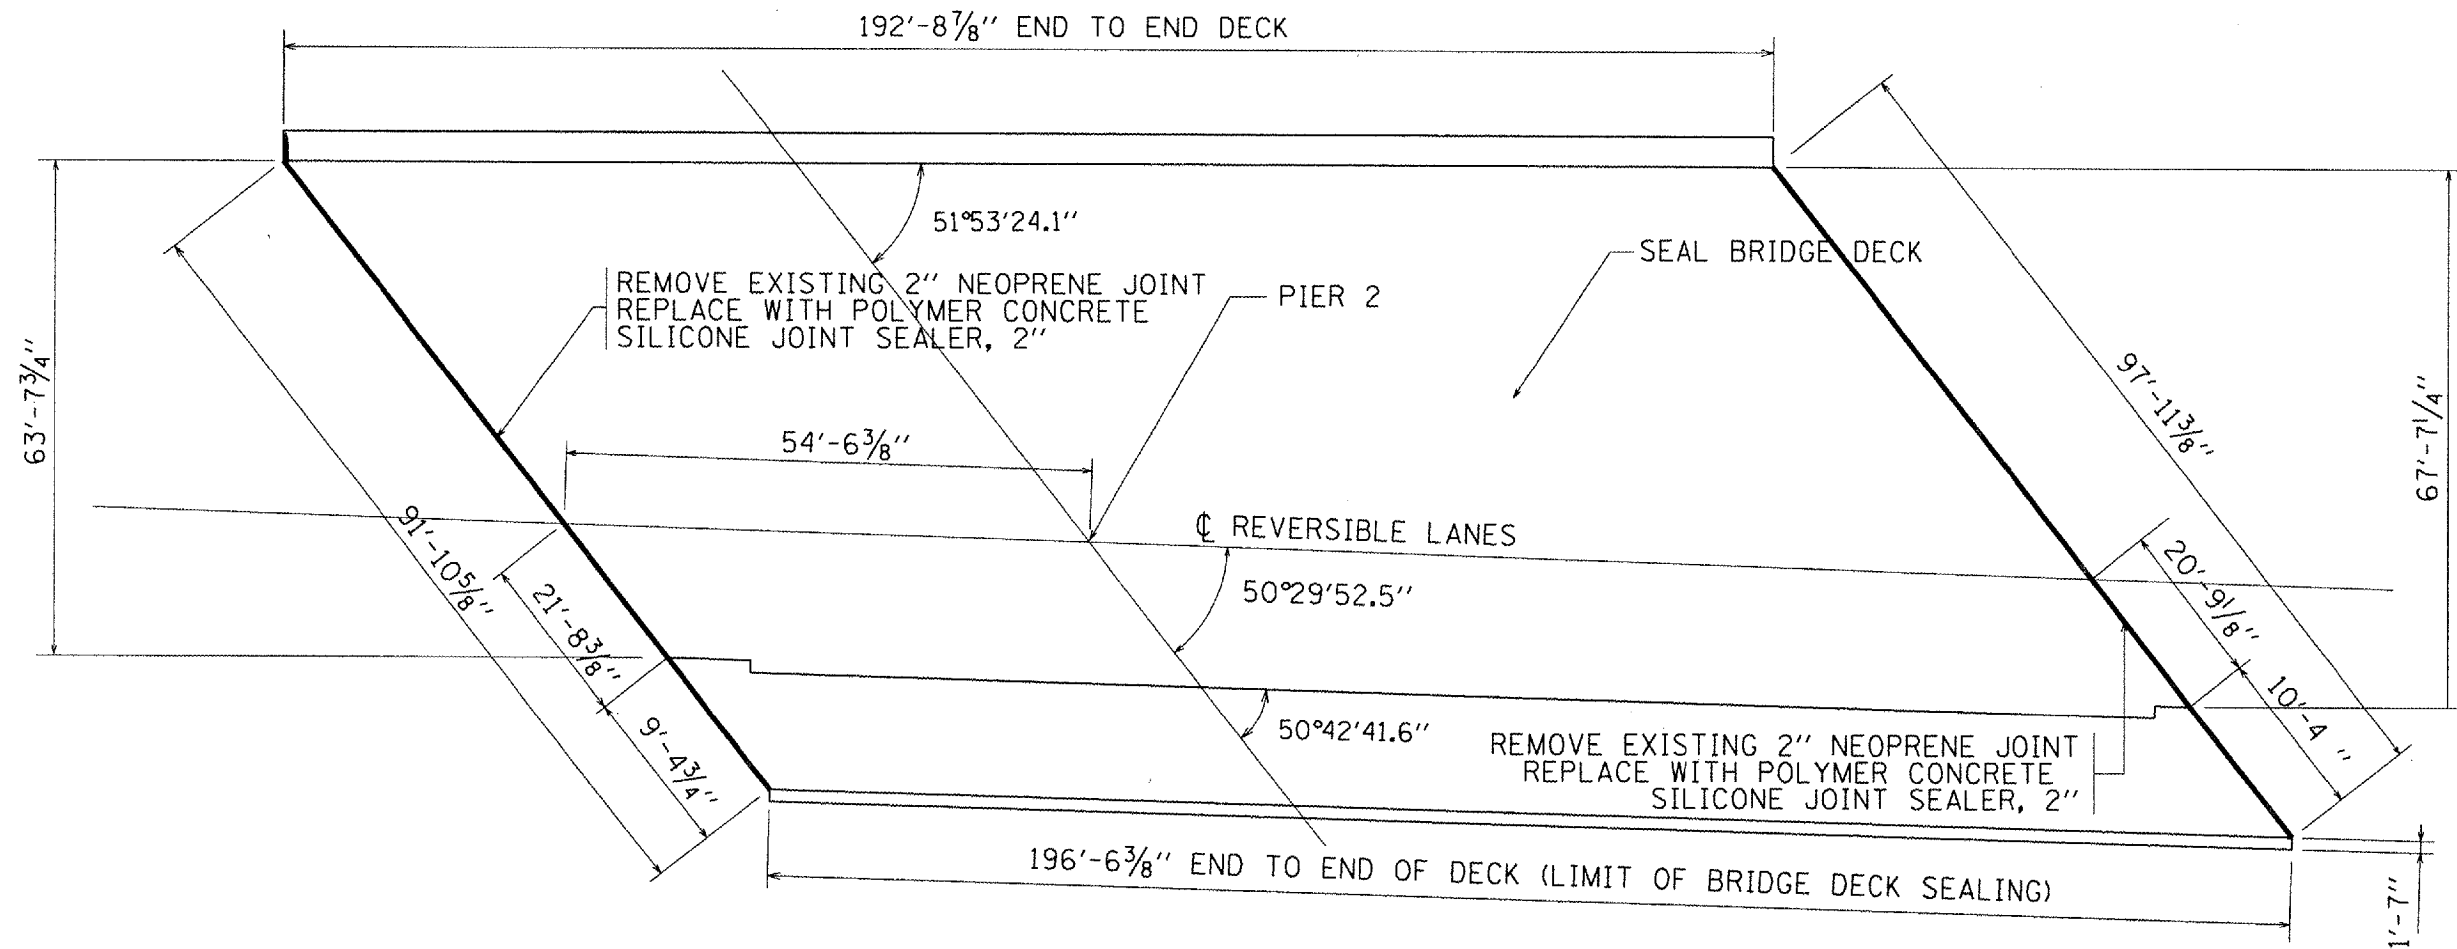 192'-8⅞" END TO END DECK
51°53'24.1"
SEAL BRIDGE DECK
REMOVE EXISTING 2" NEOPRENE JOINT
REPLACE WITH POLYMER CONCRETE
SILICONE JOINT SEALER, 2"
PIER 2
63'-7¾"
97'-11⅜"
67'-7¼"
54'-6⅜"
℄ REVERSIBLE LANES
91'-10⅝"
21'-8⅜"
50°29'52.5"
20'-9⅛"
9'-4¾"
50°42'41.6"
10'-4 "
REMOVE EXISTING 2" NEOPRENE JOINT
REPLACE WITH POLYMER CONCRETE
SILICONE JOINT SEALER, 2"
196'-6⅜" END TO END OF DECK (LIMIT OF BRIDGE DECK SEALING)
1'-7"